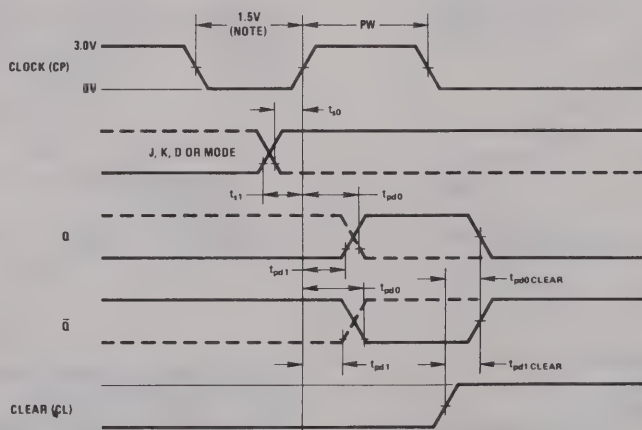 1.5V
(NOTE)
PW
3.0V
CLOCK (CP)
0V
t_s0
J, K, D OR MODE
t_s1
t_pd0
Q
t_pd1
t_pd0 CLEAR
t_pd0
Q̄
t_pd1
t_pd1 CLEAR
CLEAR (CL)